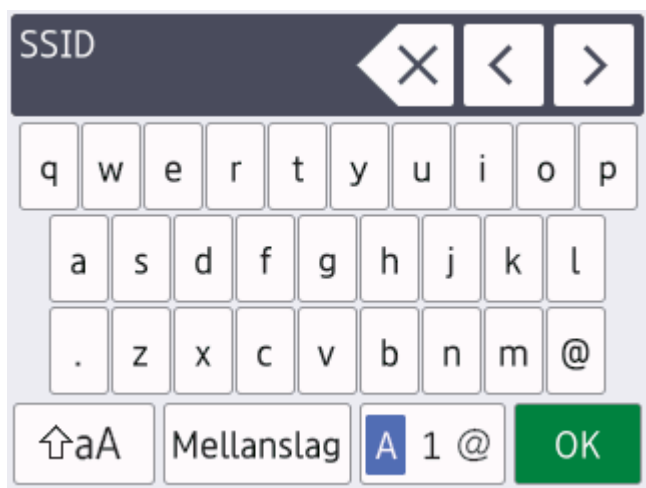 SSID
q w e r t y u i o p
a s d f g h j k l
. z x c v b n m @
aA Mellanslag A 1 @ OK